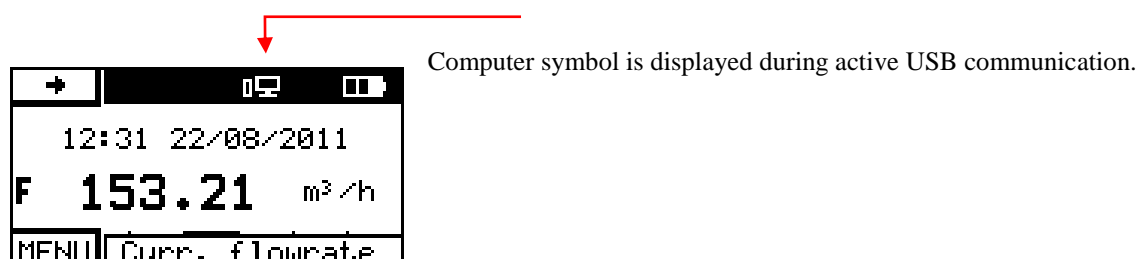 Computer symbol is displayed during active USB communication.
12:31 22/08/2011
F 153.21 m³/h
MENU Curr. flowrate